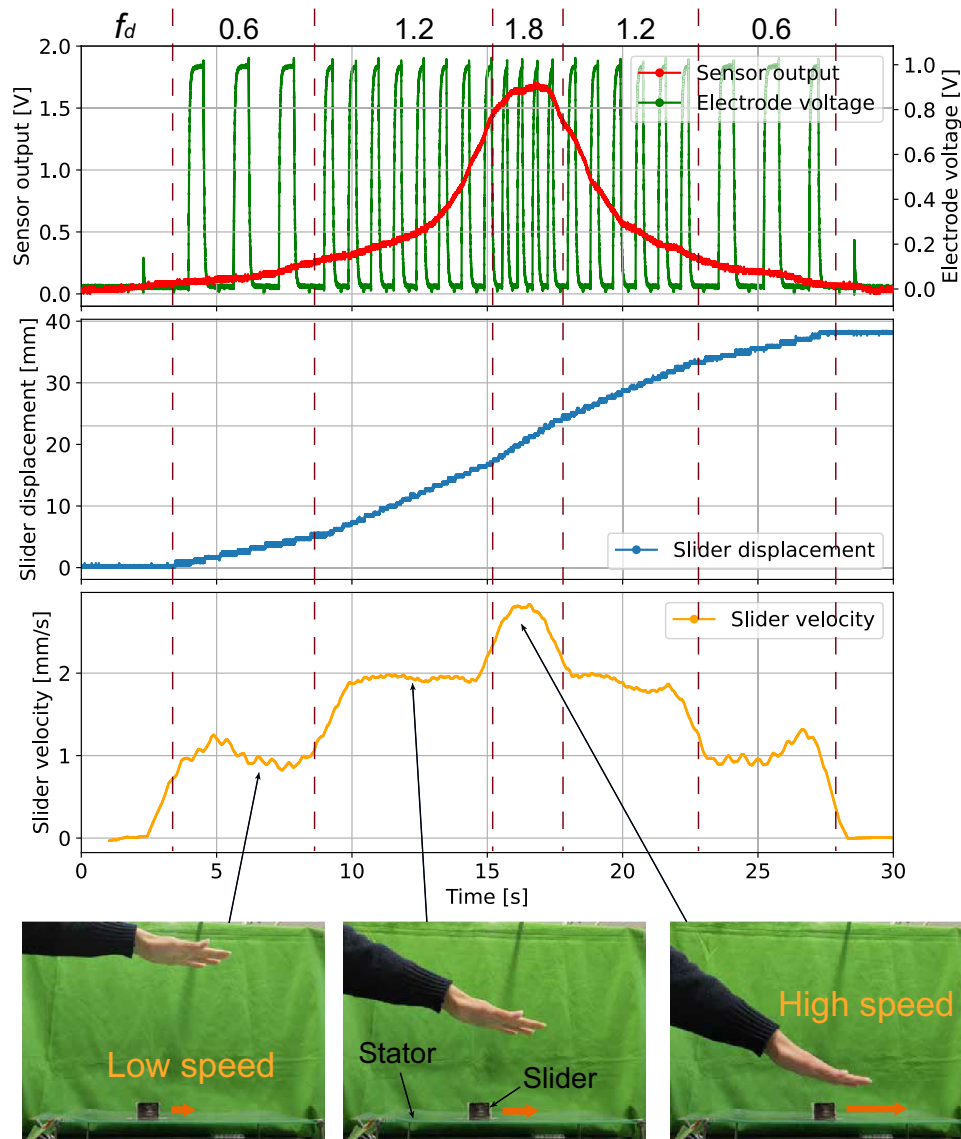 fd 0.6 1.2 1.8 1.2 0.6
2.0
1.5
1.0
0.5
0.0
Sensor output [V]
Sensor output
Electrode voltage
1.0
0.8
0.6
0.4
0.2
0.0
Electrode voltage [V]
40
30
20
10
0
Slider displacement [mm]
Slider displacement
2
1
0
Slider velocity [mm/s]
Slider velocity
0 5 10 15 20 25 30
Time [s]
Low speed
Stator
Slider
High speed